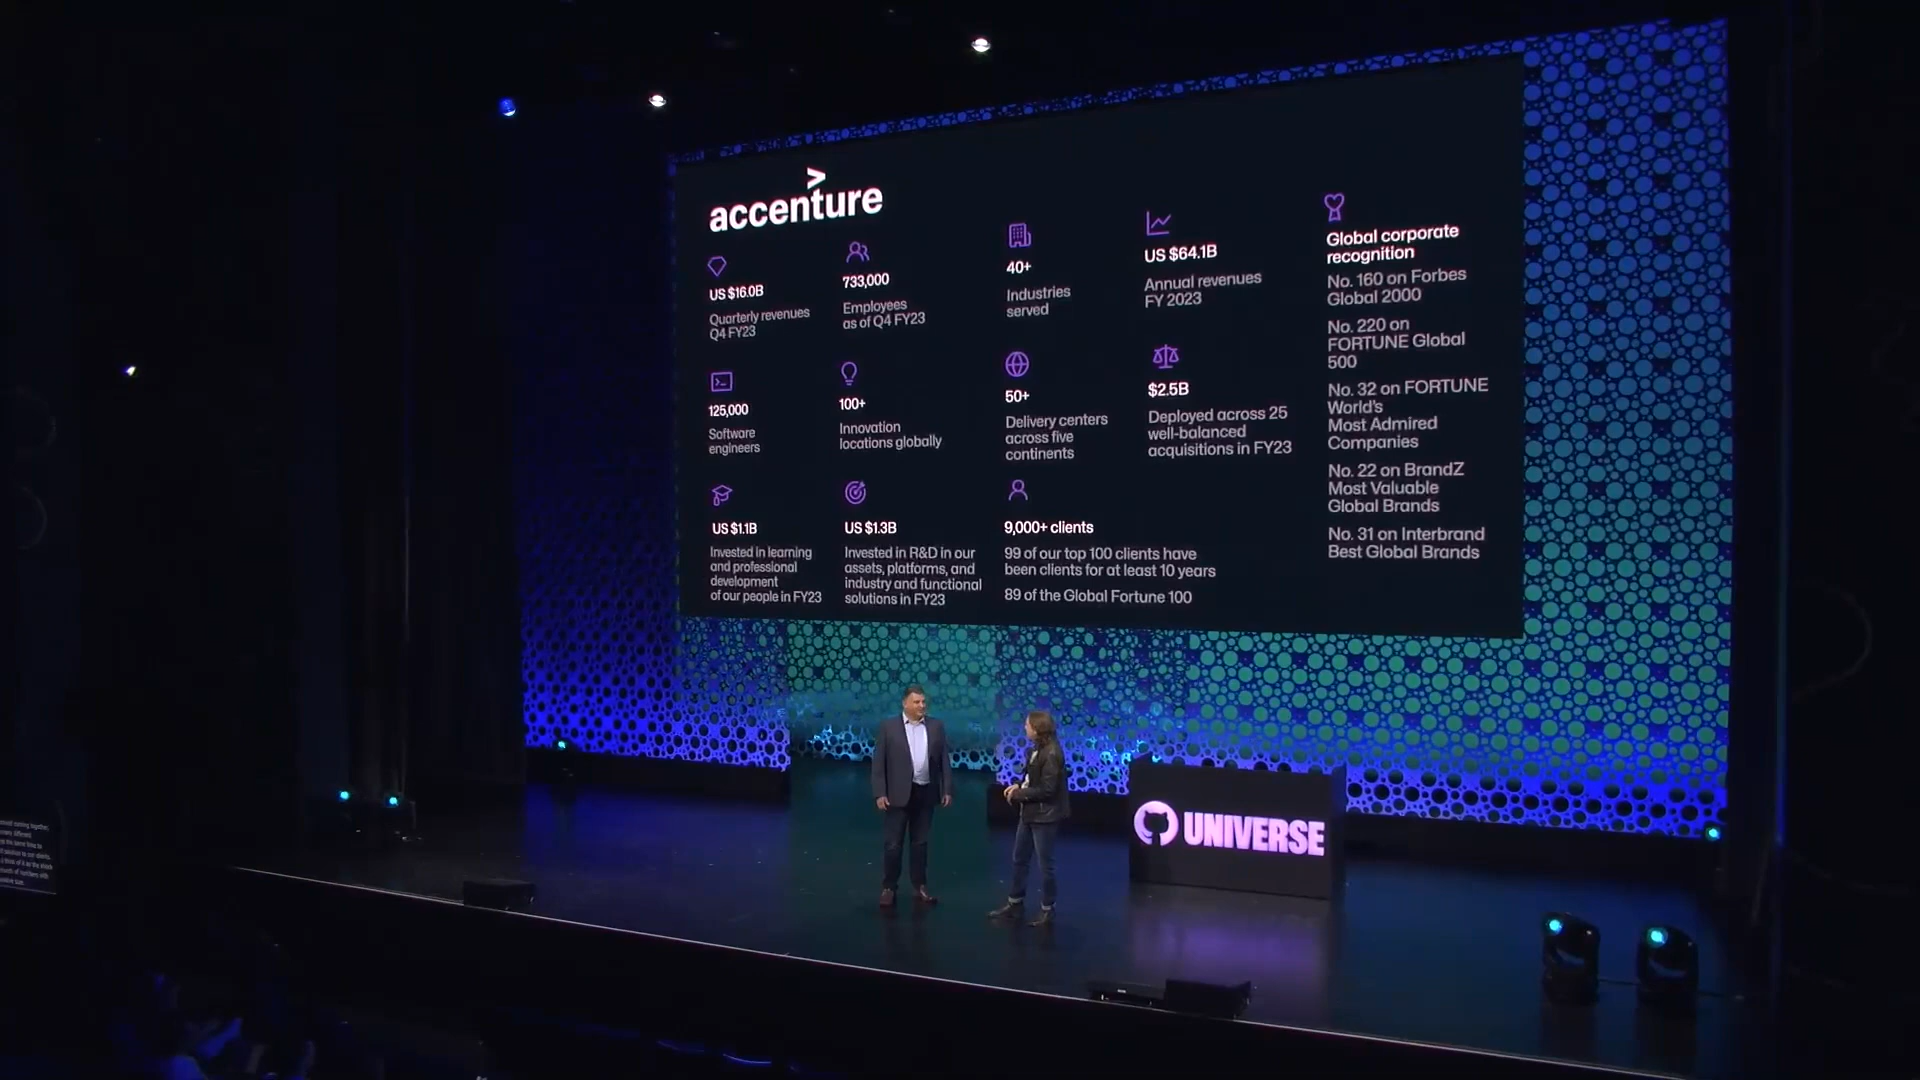 accenture
US $16.0B
Quarterly revenues
Q4 FY23
733,000
Employees
as of Q4 FY23
40+
Industries
served
US $64.1B
Annual revenues
FY 2023
125,000
Software
engineers
100+
Innovation
locations globally
50+
Delivery centers
across five
continents
$2.5B
Deployed across 25
well-balanced
acquisitions in FY23
US $1.1B
Invested in learning
and professional
development
of our people in FY23
US $1.3B
Invested in R&D in our
assets, platforms, and
industry and functional
solutions in FY23
9,000+ clients
99 of our top 100 clients have
been clients for at least 10 years
89 of the Global Fortune 100
Global corporate
recognition
No. 160 on Forbes
Global 2000
No. 220 on
FORTUNE Global
500
No. 32 on FORTUNE
World's
Most Admired
Companies
No. 22 on BrandZ
Most Valuable
Global Brands
No. 31 on Interbrand
Best Global Brands
UNIVERSE